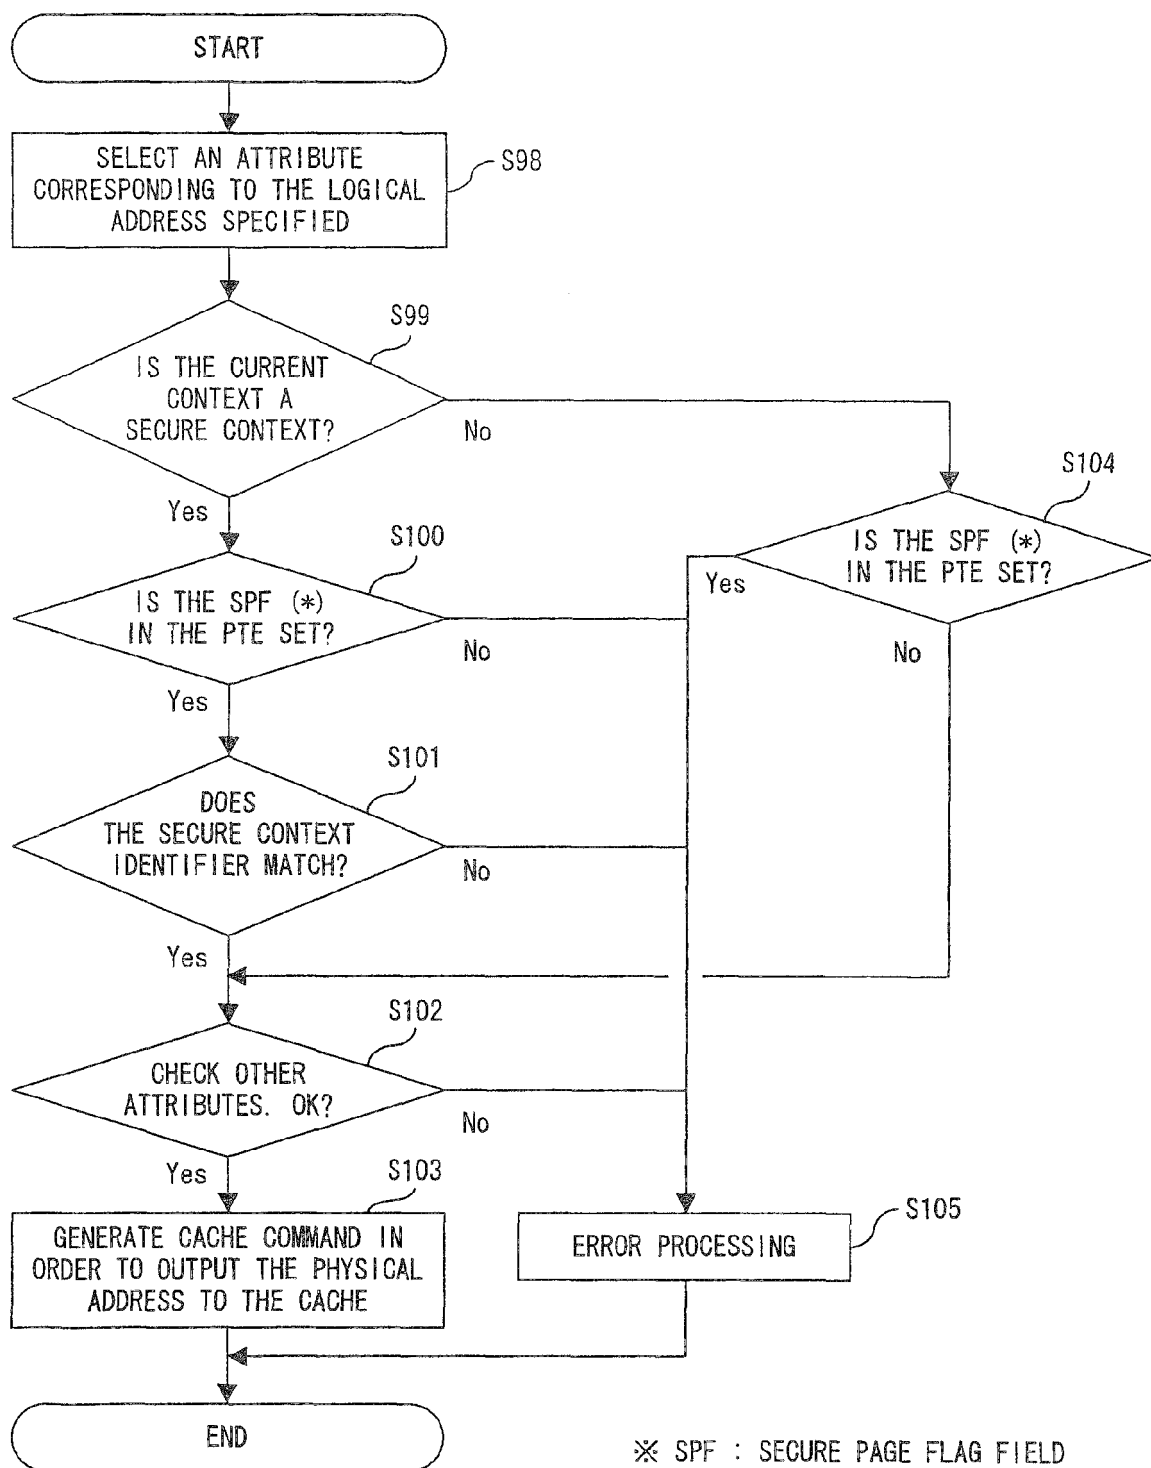 START
SELECT AN ATTRIBUTE
CORRESPONDING TO THE LOGICAL
ADDRESS SPECIFIED
S98
S99
IS THE CURRENT
CONTEXT A
SECURE CONTEXT?
No
Yes
S104
IS THE SPF (*)
IN THE PTE SET?
Yes
No
S100
IS THE SPF (*)
IN THE PTE SET?
No
Yes
S101
DOES
THE SECURE CONTEXT
IDENTIFIER MATCH?
No
Yes
S102
CHECK OTHER
ATTRIBUTES. OK?
No
Yes
S103
GENERATE CACHE COMMAND IN
ORDER TO OUTPUT THE PHYSICAL
ADDRESS TO THE CACHE
S105
ERROR PROCESSING
END
※ SPF : SECURE PAGE FLAG FIELD